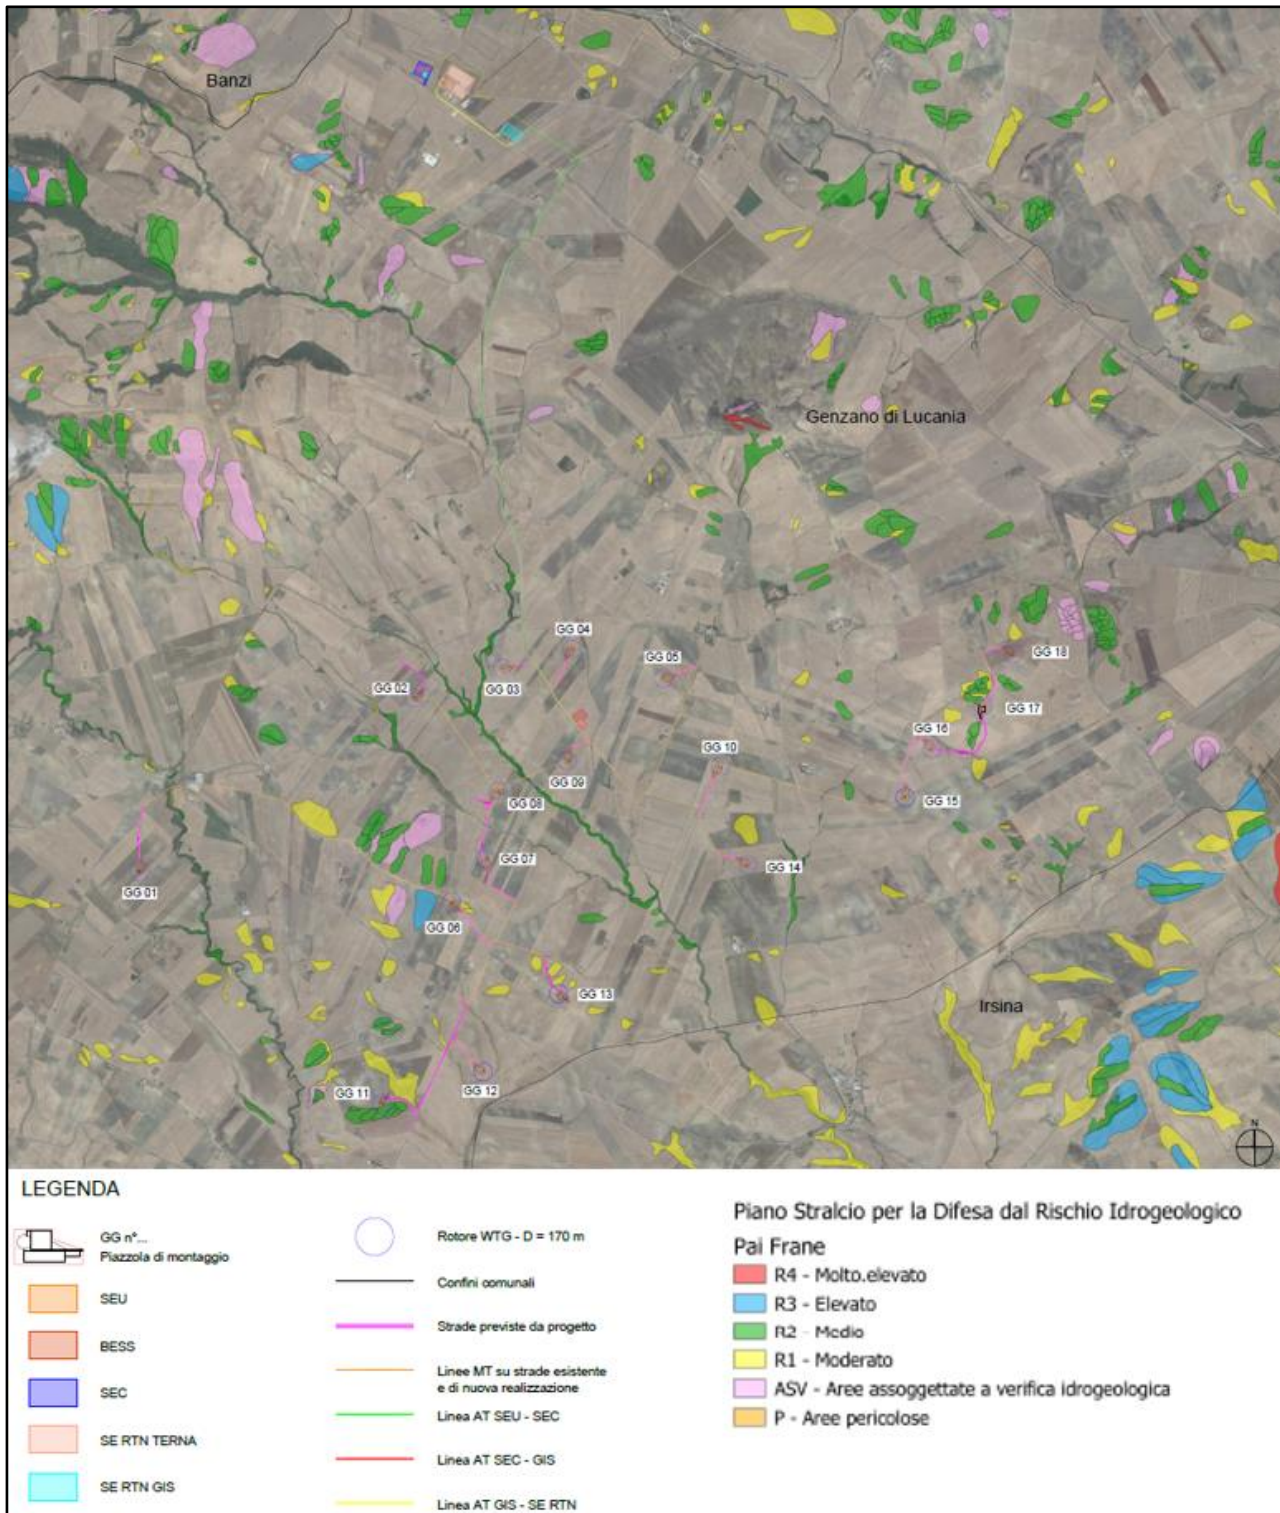 Banzi
Genzano di Lucania
GG 04
GG 05
GG 18
GG 02
GG 03
GG 17
GG 16
GG 10
GG 09
GG 08
GG 15
GG 07
GG 14
GG 01
GG 06
GG 13
Irsina
GG 12
GG 11
N
LEGENDA
GG n°...
Piazzola di montaggio
SEU
BESS
SEC
SE RTN TERNA
SE RTN GIS
Rotore WTG - D = 170 m
Confini comunali
Strade previste da progetto
Linee MT su strade esistente
e di nuova realizzazione
Linea AT SEU - SEC
Linea AT SEC - GIS
Linea AT GIS - SE RTN
Piano Stralcio per la Difesa dal Rischio Idrogeologico
Pai Frane
R4 - Molto.elevato
R3 - Elevato
R2 - Medio
R1 - Moderato
ASV - Aree assoggettate a verifica idrogeologica
P - Aree pericolose